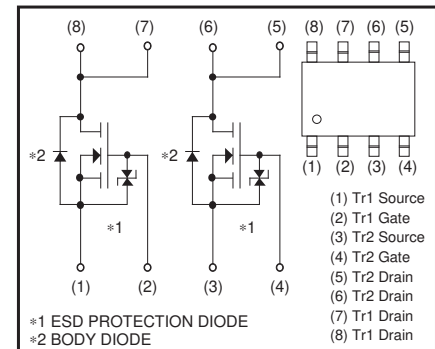 (8) (7) (6) (5)
(8) (7) (6) (5)
*2 *1 *2 *1
(1) (2) (3) (4)
(1) (2) (3) (4)
(1) Tr1 Source
(2) Tr1 Gate
(3) Tr2 Source
(4) Tr2 Gate
(5) Tr2 Drain
(6) Tr2 Drain
(7) Tr1 Drain
(8) Tr1 Drain
*1 ESD PROTECTION DIODE
*2 BODY DIODE